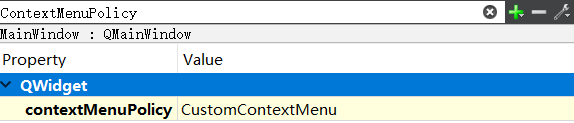 ContextMenuPolicy
MainWindow : QMainWindow
Property Value
QWidget
contextMenuPolicy CustomContextMenu